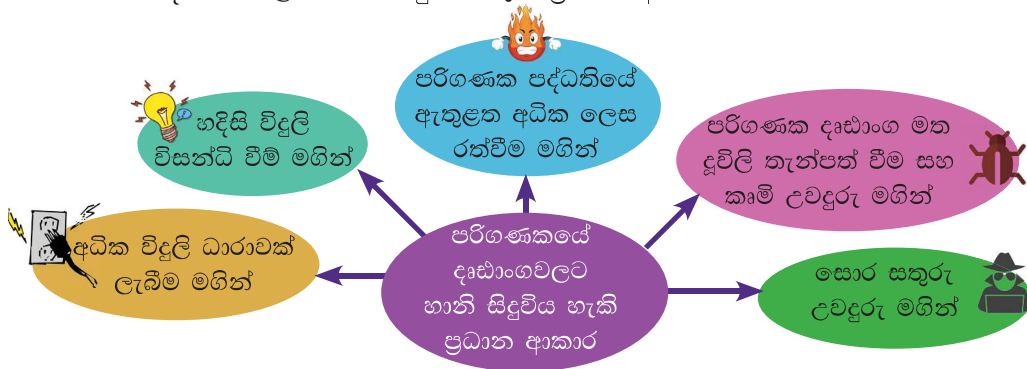 පරිගණක පද්ධතියේ
ඇතුළත අධික ලෙස
රත්වීම මගින්
හදිසි විදුලි
විසන්ධි වීම් මගින්
පරිගණක දෘඪාංග මත
දූවිලි තැන්පත් වීම සහ
කෘමි උවදුරු මගින්
අධික විදුලි ධාරාවක්
ලැබීම මගින්
පරිගණකයේ
දෘඪාංගවලට
හානි සිදුවිය හැකි
ප්‍රධාන ආකාර
සොර සතුරු
උවදුරු මගින්